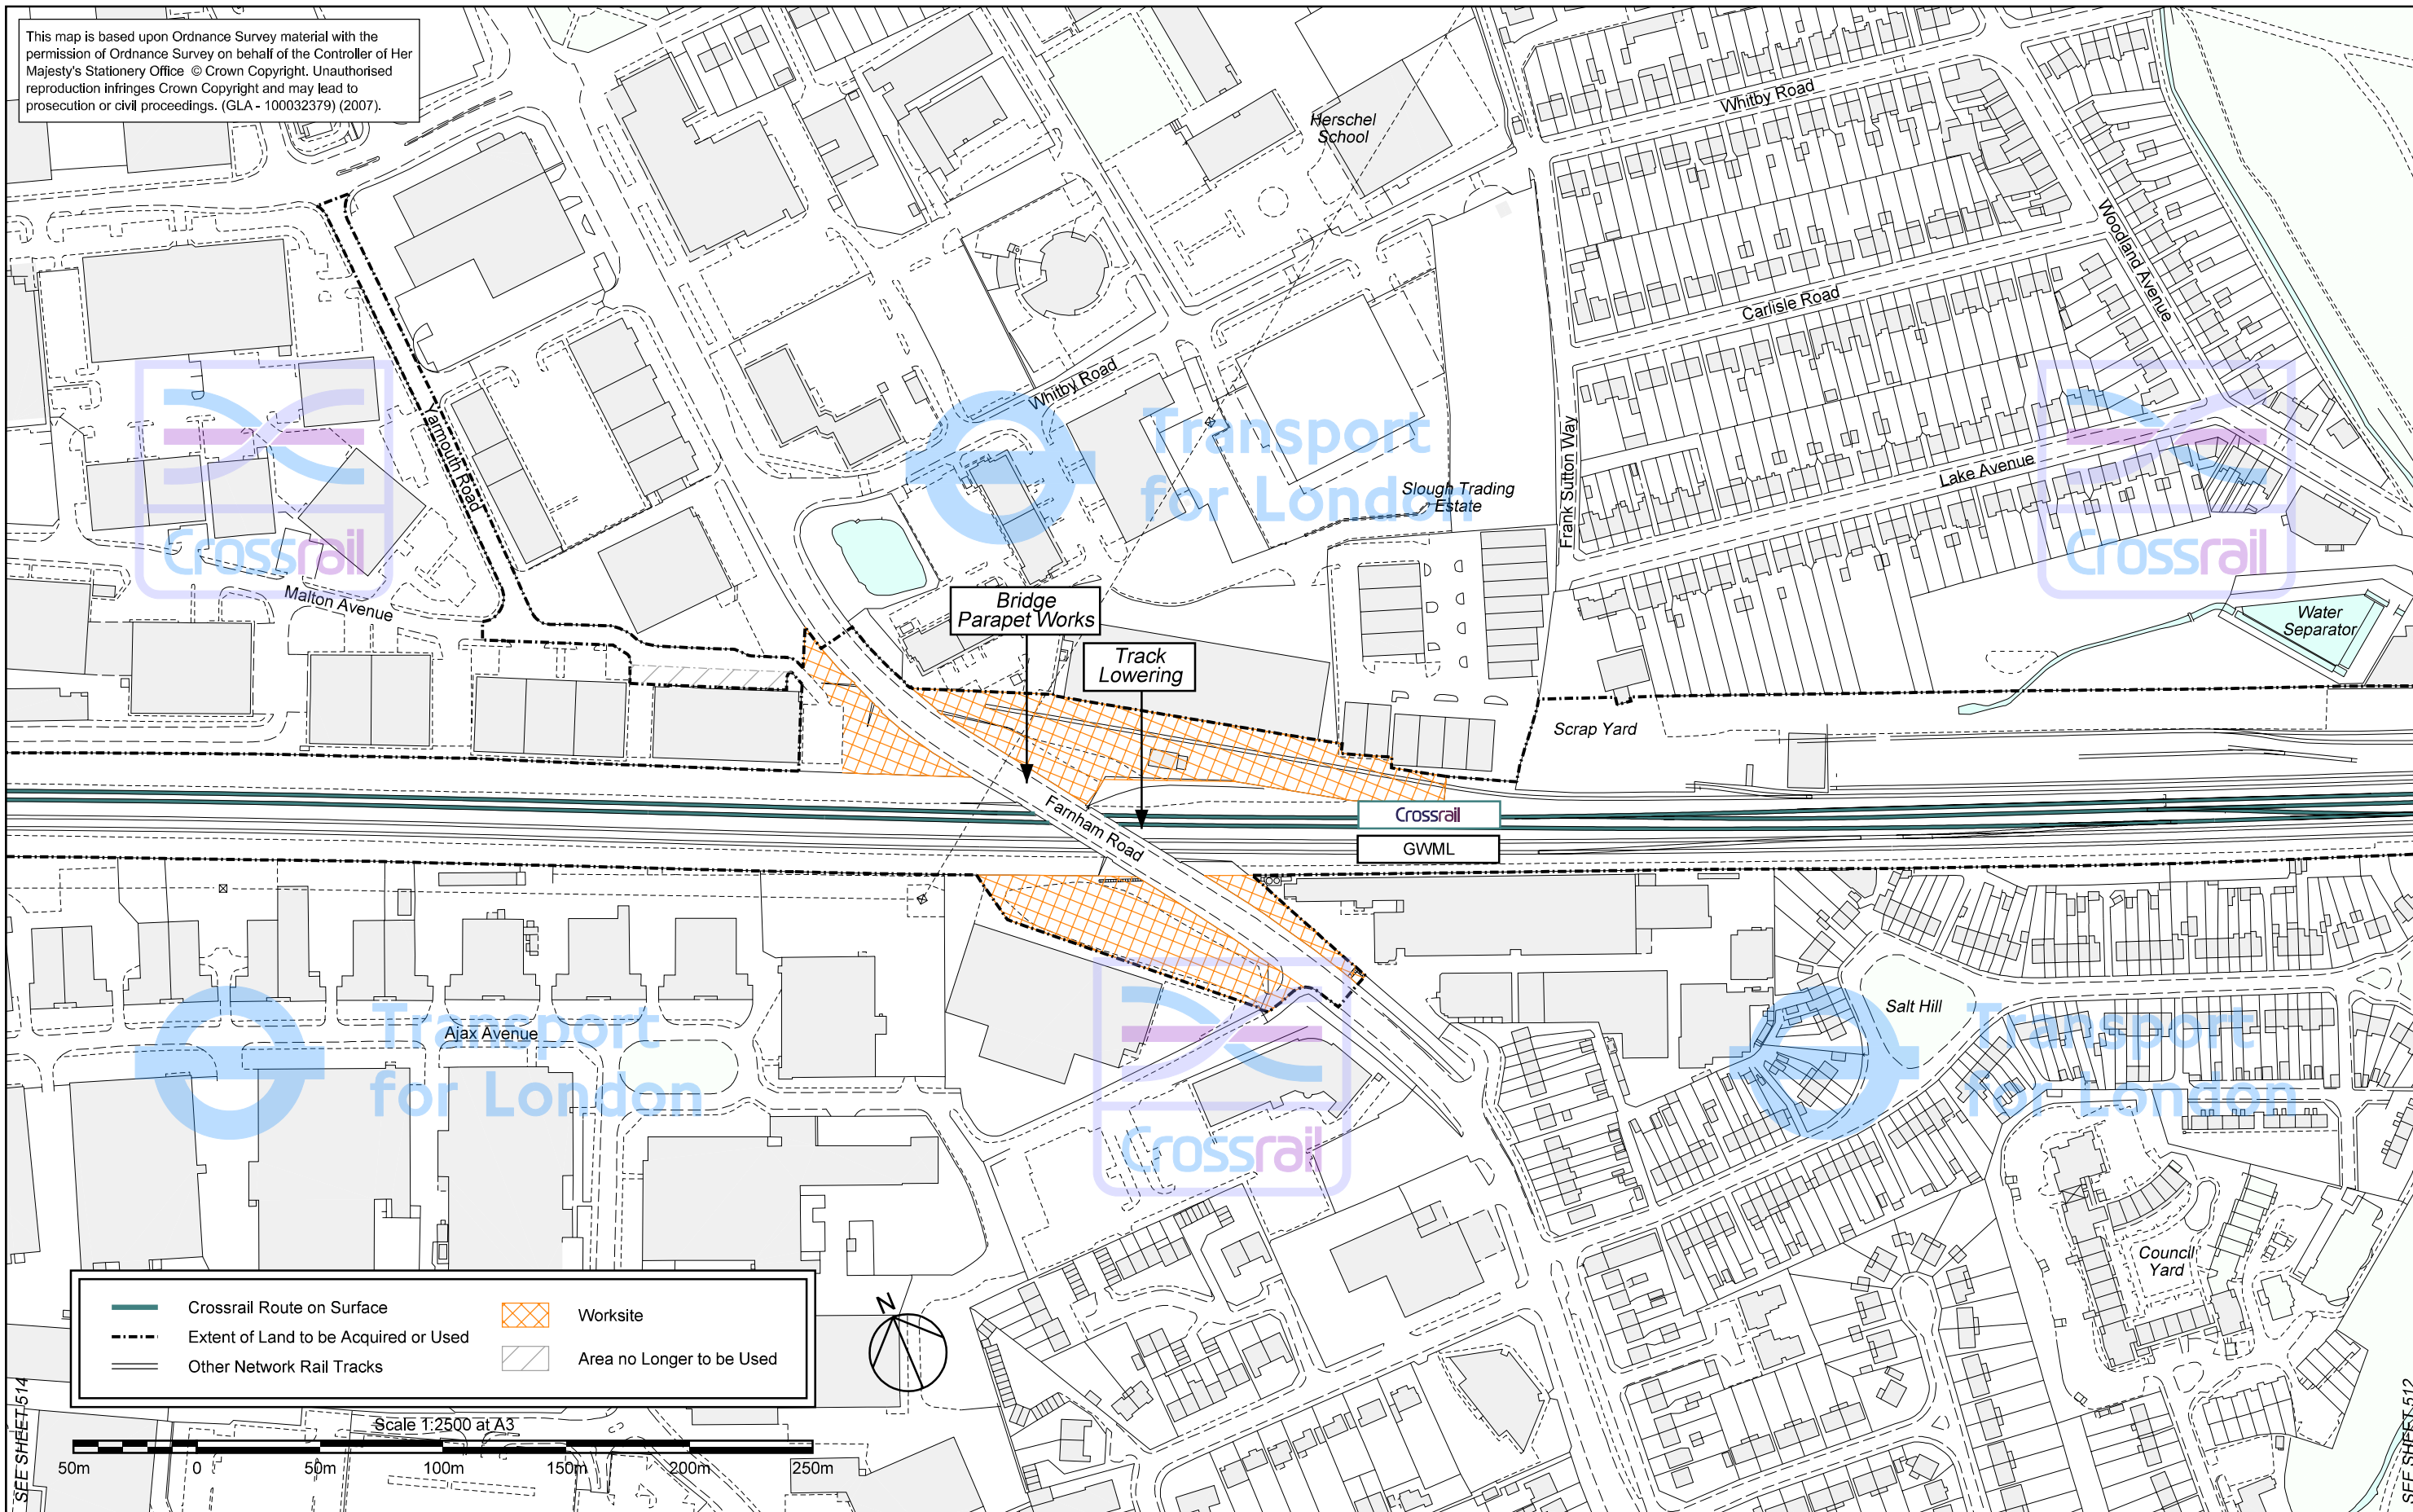 This map is based upon Ordnance Survey material with the
permission of Ordnance Survey on behalf of the Controller of Her
Majesty's Stationery Office © Crown Copyright. Unauthorised
reproduction infringes Crown Copyright and may lead to
prosecution or civil proceedings. (GLA - 100032379) (2007).
Herschel
School
Whitby Road
Woodland Avenue
Carlisle Road
Whitby Road
Yarmouth Road
Frank Sutton Way
Lake Avenue
Slough Trading
Estate
Transport
for London
Crossrail
Crossrail
Malton Avenue
Bridge
Parapet Works
Track
Lowering
Water
Separator
Scrap Yard
Farnham Road
Crossrail
GWML
Ajax Avenue
Salt Hill
Transport
for London
Crossrail
Transport
for London
Council
Yard
Crossrail Route on Surface
Extent of Land to be Acquired or Used
Other Network Rail Tracks
Worksite
Area no Longer to be Used
N
Scale 1:2500 at A3
50m 0 50m 100m 150m 200m 250m
SEE SHEET 514
SEE SHEET 512